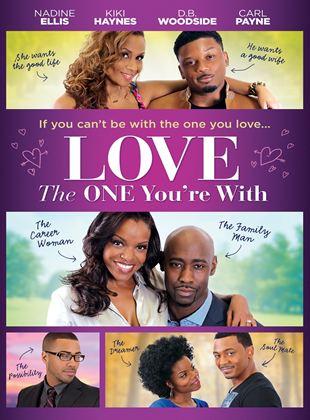 NADINE ELLIS
KIKI HAYNES
D.B. WOODSIDE
CARL PAYNE
She wants the good life
He wants a good wife
If you can't be with the one you love...
LOVE
The ONE You're With
The Career Woman
The Family Man
The Possibility
The Dreamer
The Soul Mate